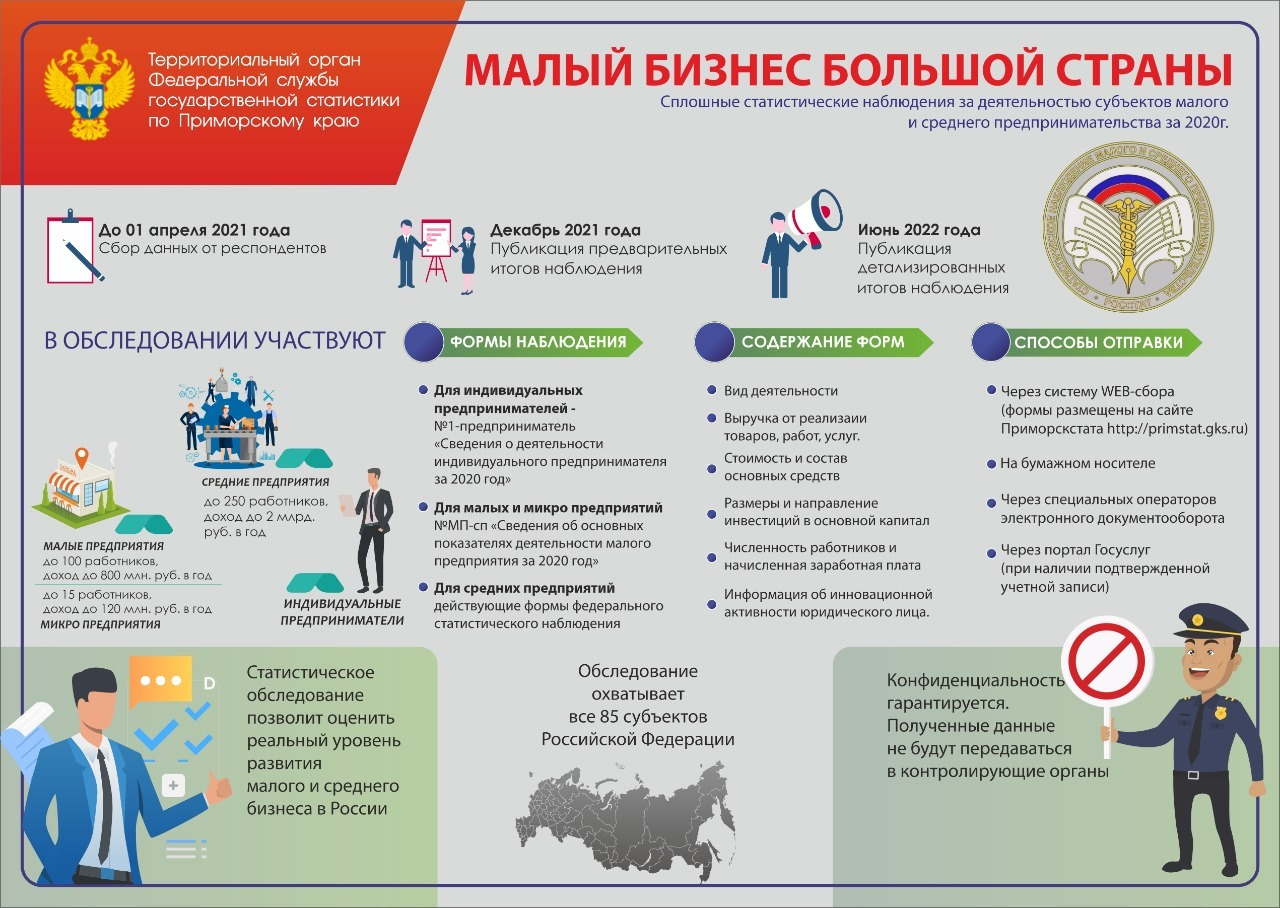 Территориальный орган
Федеральной службы
государственной статистики
по Приморскому краю
МАЛЫЙ БИЗНЕС БОЛЬШОЙ СТРАНЫ
Сплошные статистические наблюдения за деятельностью субъектов малого
и среднего предпринимательства за 2020г.
До 01 апреля 2021 года
Сбор данных от респондентов
Декабрь 2021 года
Публикация предварительных
итогов наблюдения
Июнь 2022 года
Публикация
детализированных
итогов наблюдения
РОССТАТ
В ОБСЛЕДОВАНИИ УЧАСТВУЮТ
СРЕДНИЕ ПРЕДПРИЯТИЯ
до 250 работников,
доход до 2 млрд.
руб. в год
МАЛЫЕ ПРЕДПРИЯТИЯ
до 100 работников,
доход до 800 млн. руб. в год
до 15 работников,
доход до 120 млн. руб. в год
МИКРО ПРЕДПРИЯТИЯ
ИНДИВИДУАЛЬНЫЕ
ПРЕДПРИНИМАТЕЛИ
ФОРМЫ НАБЛЮДЕНИЯ
Для индивидуальных
предпринимателей -
№1-предприниматель
«Сведения о деятельности
индивидуального предпринимателя
за 2020 год»
Для малых и микро предприятий
№МП-сп «Сведения об основных
показателях деятельности малого
предприятия за 2020 год»
Для средних предприятий
действующие формы федерального
статистического наблюдения
СОДЕРЖАНИЕ ФОРМ
Вид деятельности
Выручка от реализаии
товаров, работ, услуг.
Стоимость и состав
основных средств
Размеры и направление
инвестиций в основной капитал
Численность работников и
начисленная заработная плата
Информация об инновационной
активности юридического лица.
СПОСОБЫ ОТПРАВКИ
Через систему WEB-сбора
(формы размещены на сайте
Приморскстата http://primstat.gks.ru)
На бумажном носителе
Через специальных операторов
электронного документооборота
Через портал Госуслуг
(при наличии подтвержденной
учетной записи)
D
Статистическое
обследование
позволит оценить
реальный уровень
развития
малого и среднего
бизнеса в России
Обследование
охватывает
все 85 субъектов
Российской Федерации
Конфиденциальность
гарантируется.
Полученные данные
не будут передаваться
в контролирующие органы